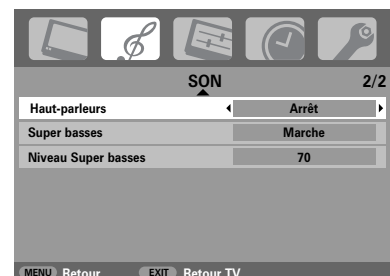 SON 2/2
Haut-parleurs Arrêt
Super basses Marche
Niveau Super basses 70
MENU Retour EXIT Retour TV